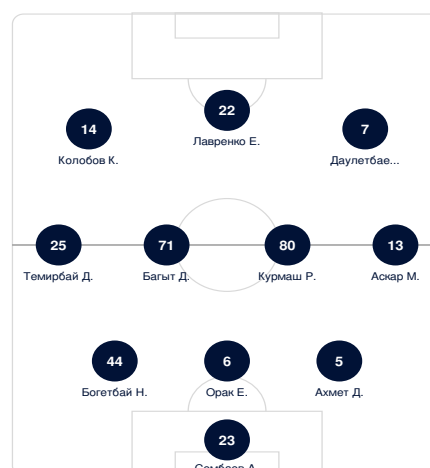 22
14
7
Лавренко Е.
Колобов К.
Даулетбае...
25
71
80
13
Темирбай Д.
Багыт Д.
Курмаш Р.
Аскар М.
44
6
5
Богетбай Н.
Орак Е.
Ахмет Д.
23